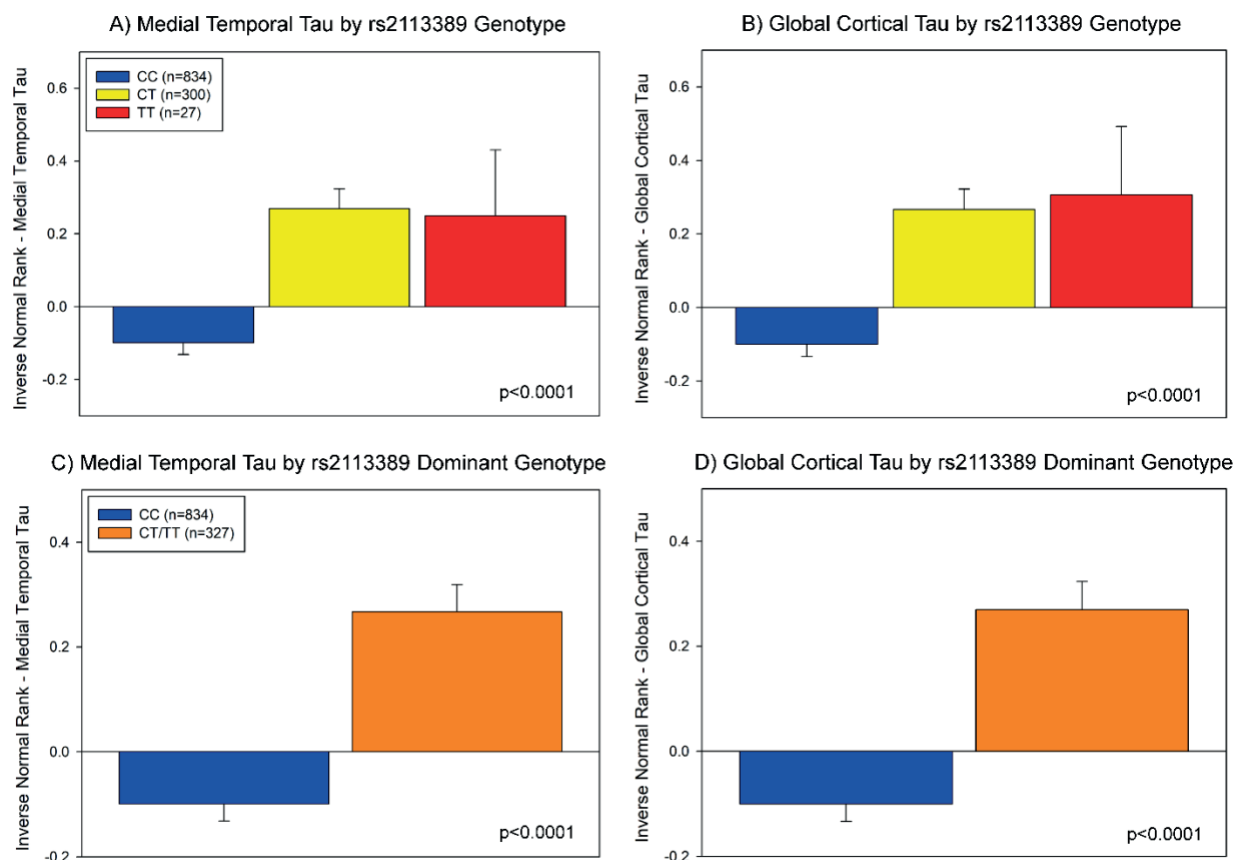 A) Medial Temporal Tau by rs2113389 Genotype
Inverse Normal Rank - Medial Temporal Tau
0.6
0.4
0.2
0.0
-0.2
CC (n=834)
CT (n=300)
TT (n=27)
p<0.0001
B) Global Cortical Tau by rs2113389 Genotype
Inverse Normal Rank - Global Cortical Tau
0.6
0.4
0.2
0.0
-0.2
p<0.0001
C) Medial Temporal Tau by rs2113389 Dominant Genotype
Inverse Normal Rank - Medial Temporal Tau
0.4
0.2
0.0
-0.2
CC (n=834)
CT/TT (n=327)
p<0.0001
D) Global Cortical Tau by rs2113389 Dominant Genotype
Inverse Normal Rank - Global Cortical Tau
0.4
0.2
0.0
-0.2
p<0.0001